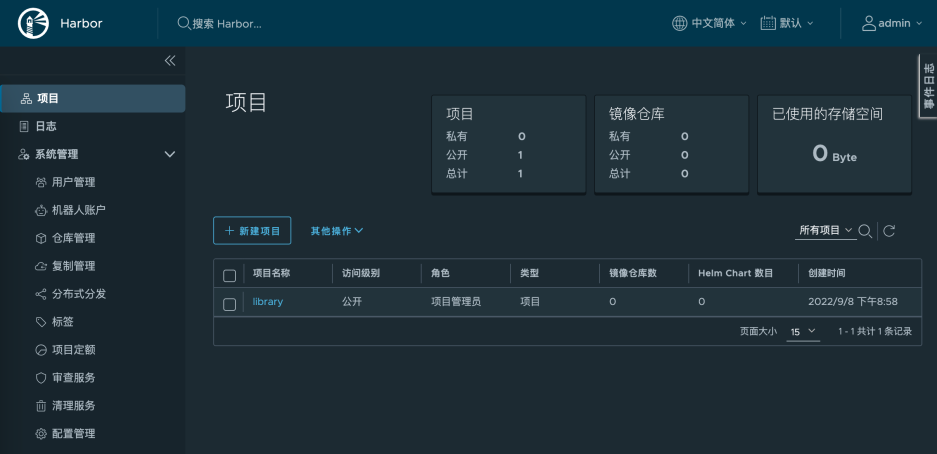 Harbor
搜索 Harbor...
中文简体
默认
admin
事件日志
项目
日志
系统管理
用户管理
机器人账户
仓库管理
复制管理
分布式分发
标签
项目定额
审查服务
清理服务
配置管理
项目
项目
私有 0
公开 1
总计 1
镜像仓库
私有 0
公开 0
总计 0
已使用的存储空间
0 Byte
+ 新建项目
其他操作
所有项目
项目名称 访问级别 角色 类型 镜像仓库数 Helm Chart 数目 创建时间
library 公开 项目管理员 项目 0 0 2022/9/8 下午8:58
页面大小 15 1 - 1 共计 1 条记录